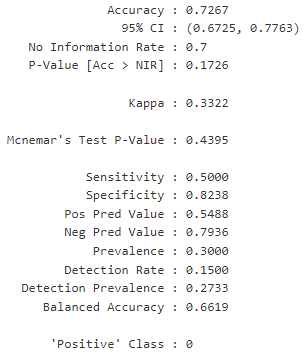 Accuracy : 0.7267
95% CI : (0.6725, 0.7763)
No Information Rate : 0.7
P-Value [Acc > NIR] : 0.1726
Kappa : 0.3322
Mcnemar's Test P-Value : 0.4395
Sensitivity : 0.5000
Specificity : 0.8238
Pos Pred Value : 0.5488
Neg Pred Value : 0.7936
Prevalence : 0.3000
Detection Rate : 0.1500
Detection Prevalence : 0.2733
Balanced Accuracy : 0.6619
'Positive' Class : 0